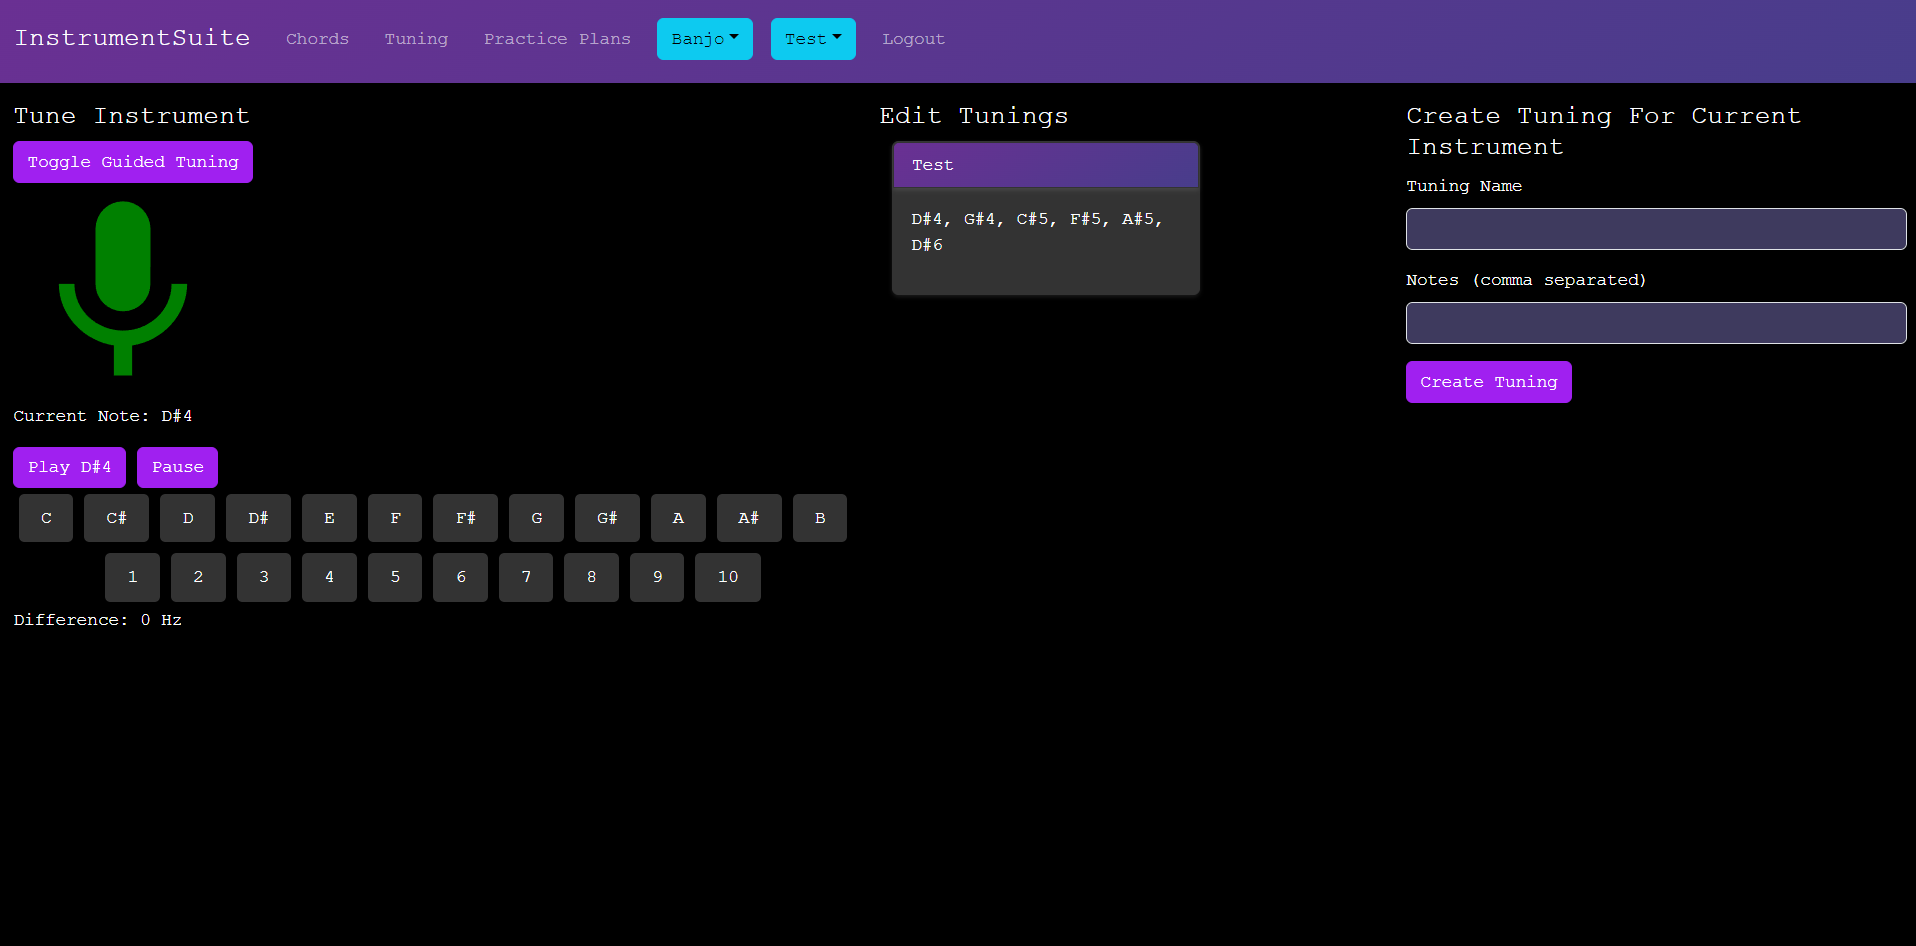 InstrumentSuite Chords Tuning Practice Plans Banjo Test Logout
Tune Instrument
Toggle Guided Tuning
Current Note: D#4
Play D#4 Pause
C C# D D# E F F# G G# A A# B
1 2 3 4 5 6 7 8 9 10
Difference: 0 Hz
Edit Tunings
Test
D#4, G#4, C#5, F#5, A#5,
D#6
Create Tuning For Current
Instrument
Tuning Name
Notes (comma separated)
Create Tuning